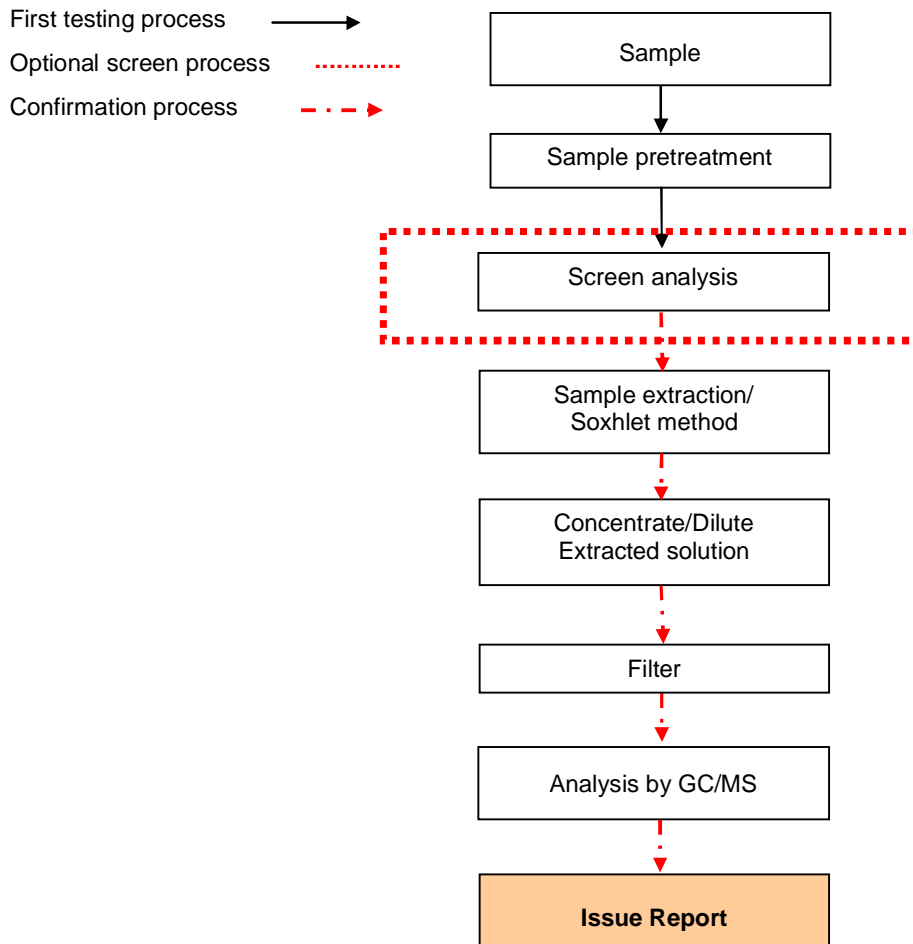 First testing process
Optional screen process
Confirmation process
Sample
Sample pretreatment
Screen analysis
Sample extraction/
Soxhlet method
Concentrate/Dilute
Extracted solution
Filter
Analysis by GC/MS
Issue Report